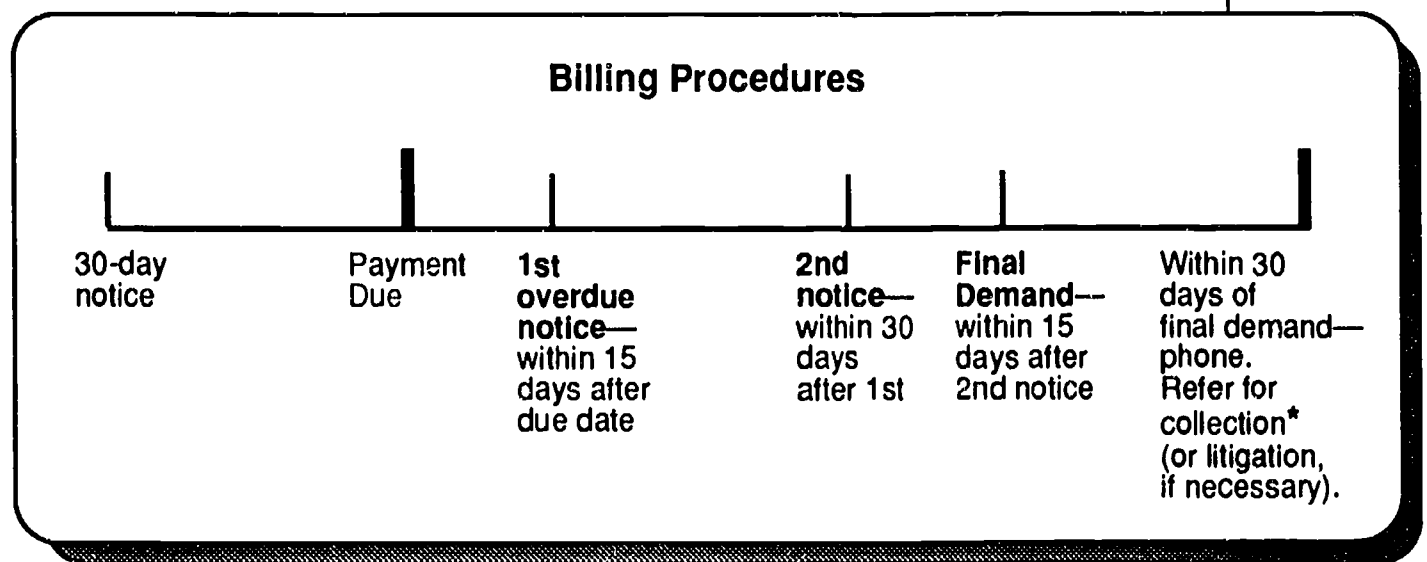 Billing Procedures
30-day
notice
Payment
Due
1st
overdue
notice—
within 15
days after
due date
2nd
notice—
within 30
days
after 1st
Final
Demand—
within 15
days after
2nd notice
Within 30
days of
final demand—
phone.
Refer for
collection*
(or litigation,
if necessary).